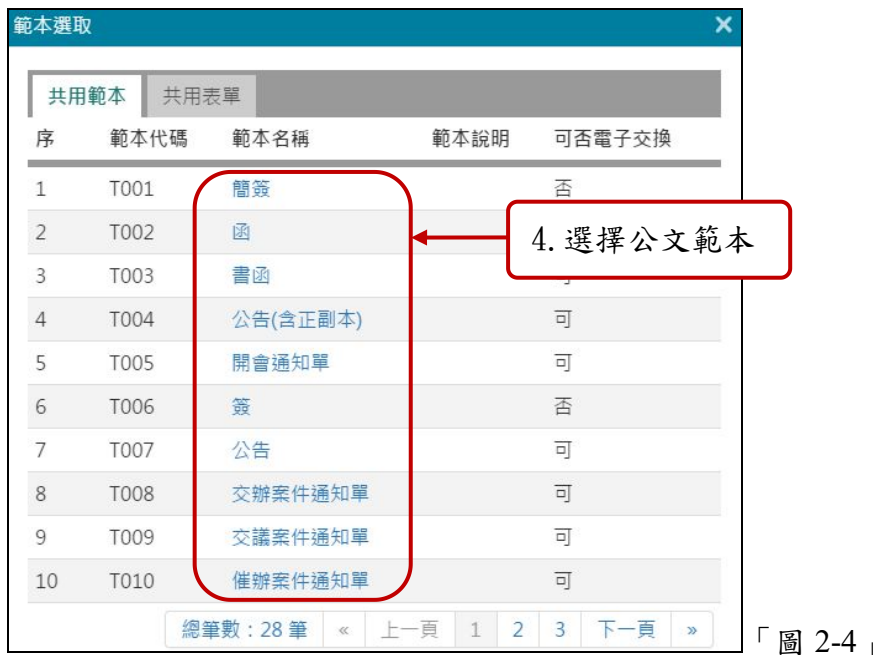 範本選取 ×
共用範本 共用表單
序 範本代碼 範本名稱 範本說明 可否電子交換
1 T001 簡簽 否
2 T002 函
4.選擇公文範本
3 T003 書函
4 T004 公告(含正副本) 可
5 T005 開會通知單 可
6 T006 簽 否
7 T007 公告 可
8 T008 交辦案件通知單 可
9 T009 交議案件通知單 可
10 T010 催辦案件通知單 可
總筆數:28 筆 « 上一頁 1 2 3 下一頁 »
「圖 2-4」